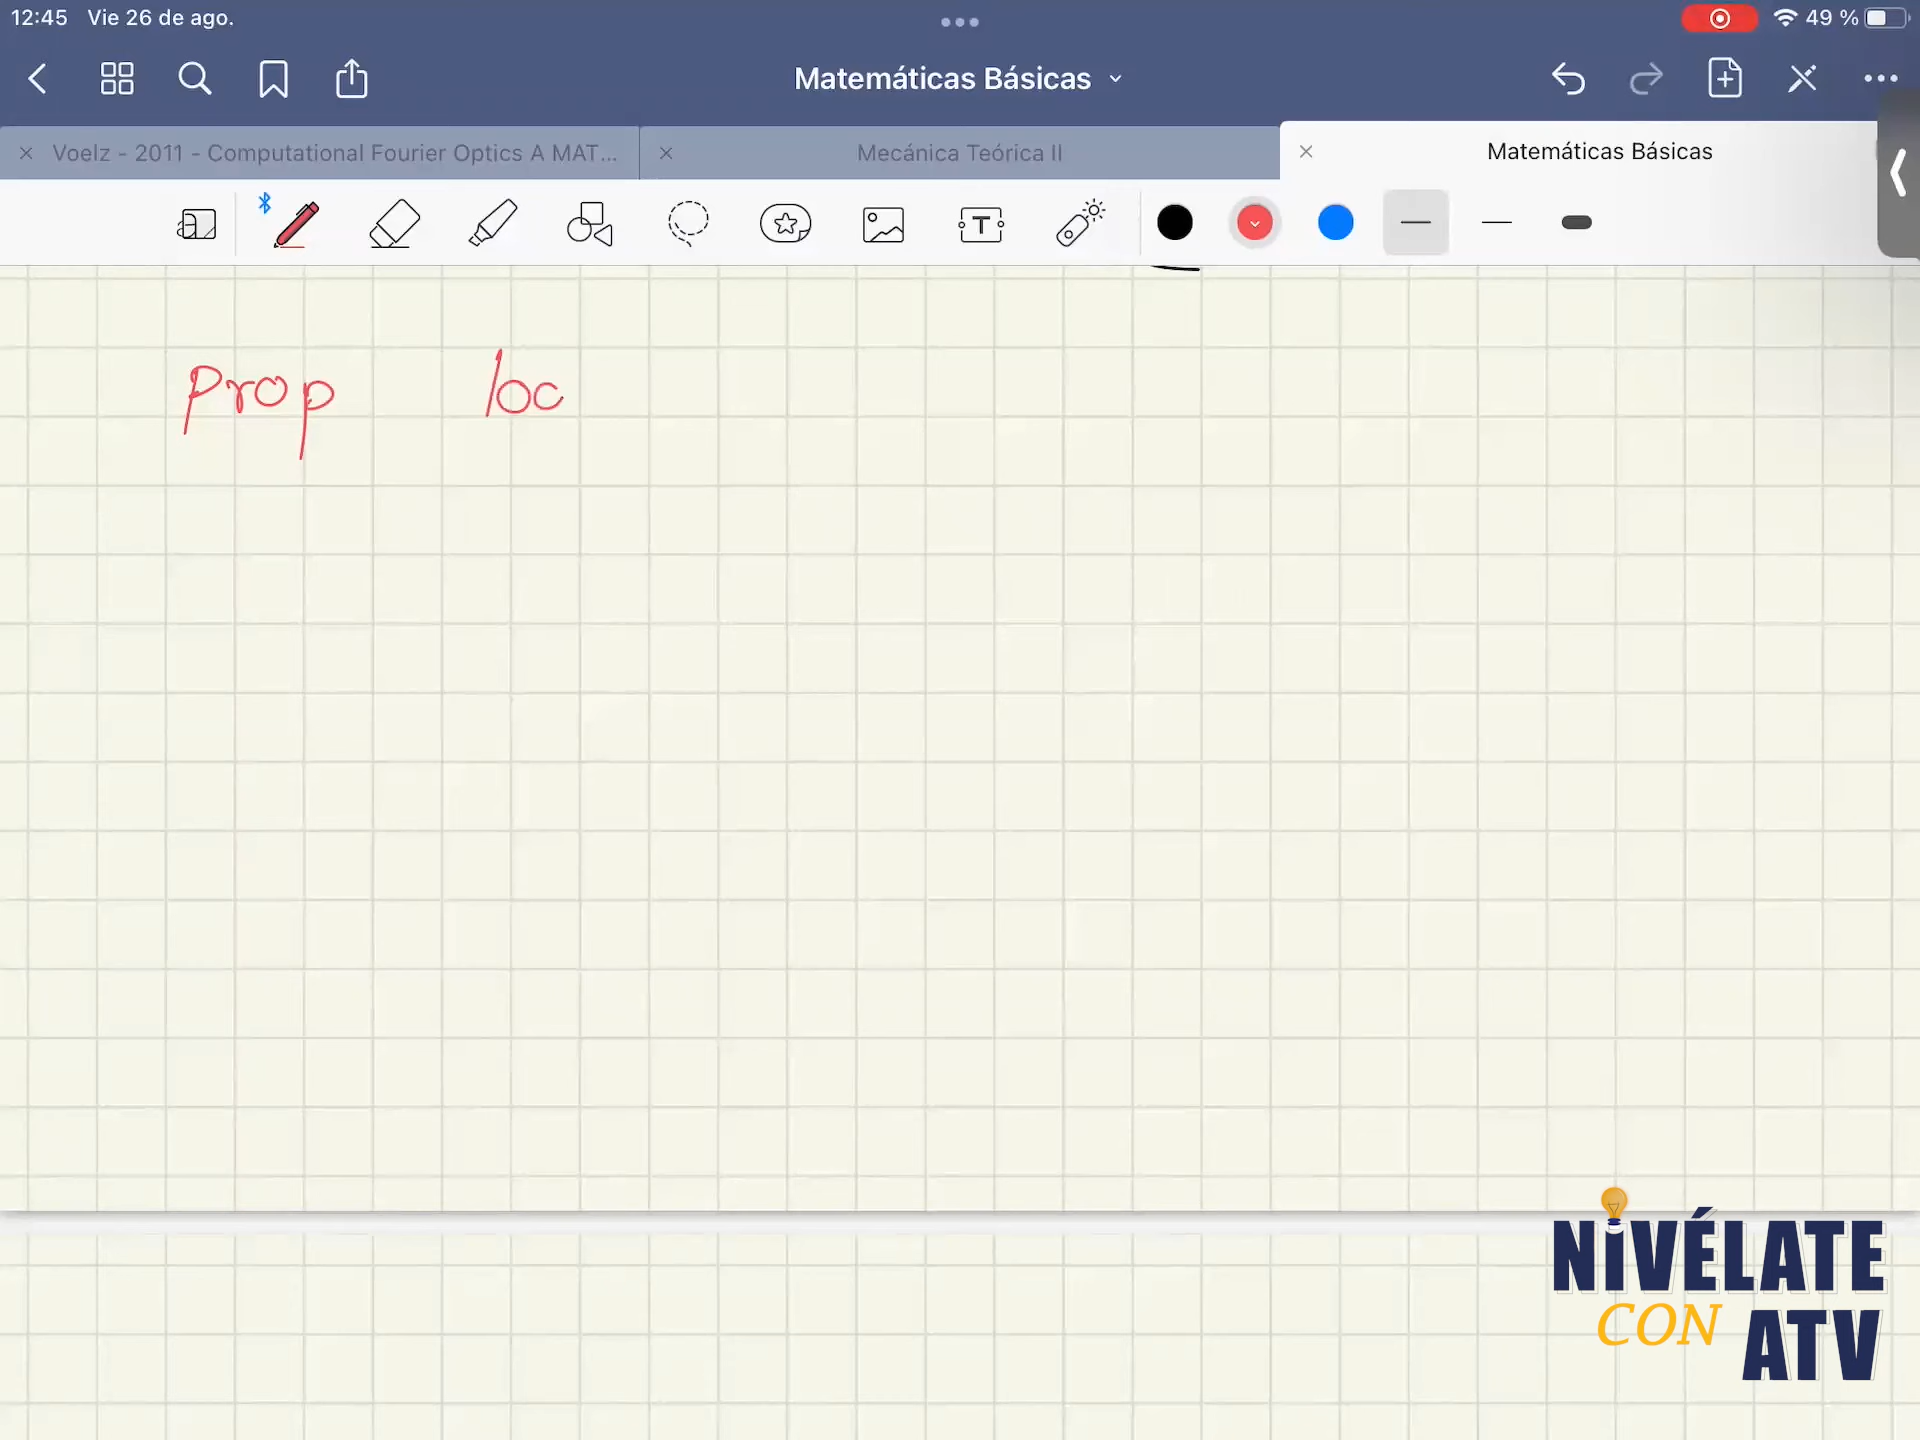 12:45 Vie 26 de ago. 49 %
Matemáticas Básicas
Voelz - 2011 - Computational Fourier Optics A MAT... Mecánica Teórica II Matemáticas Básicas
T
Prop loc
NIVÉLATE
CON
ATV